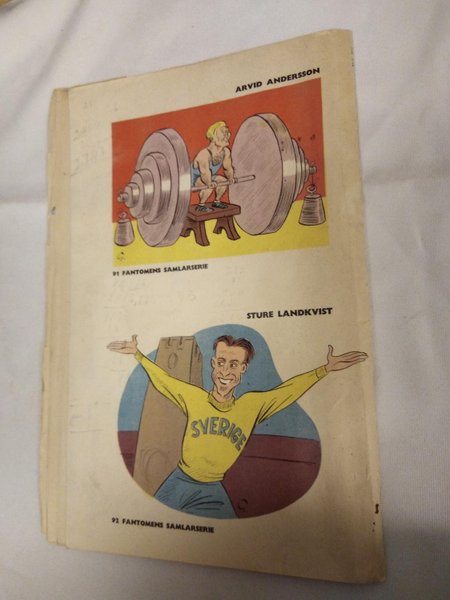 ARVID ANDERSSON
91 FANTOMENS SAMLARSERIE
STURE LANDKVIST
SVERIGE
92 FANTOMENS SAMLARSERIE